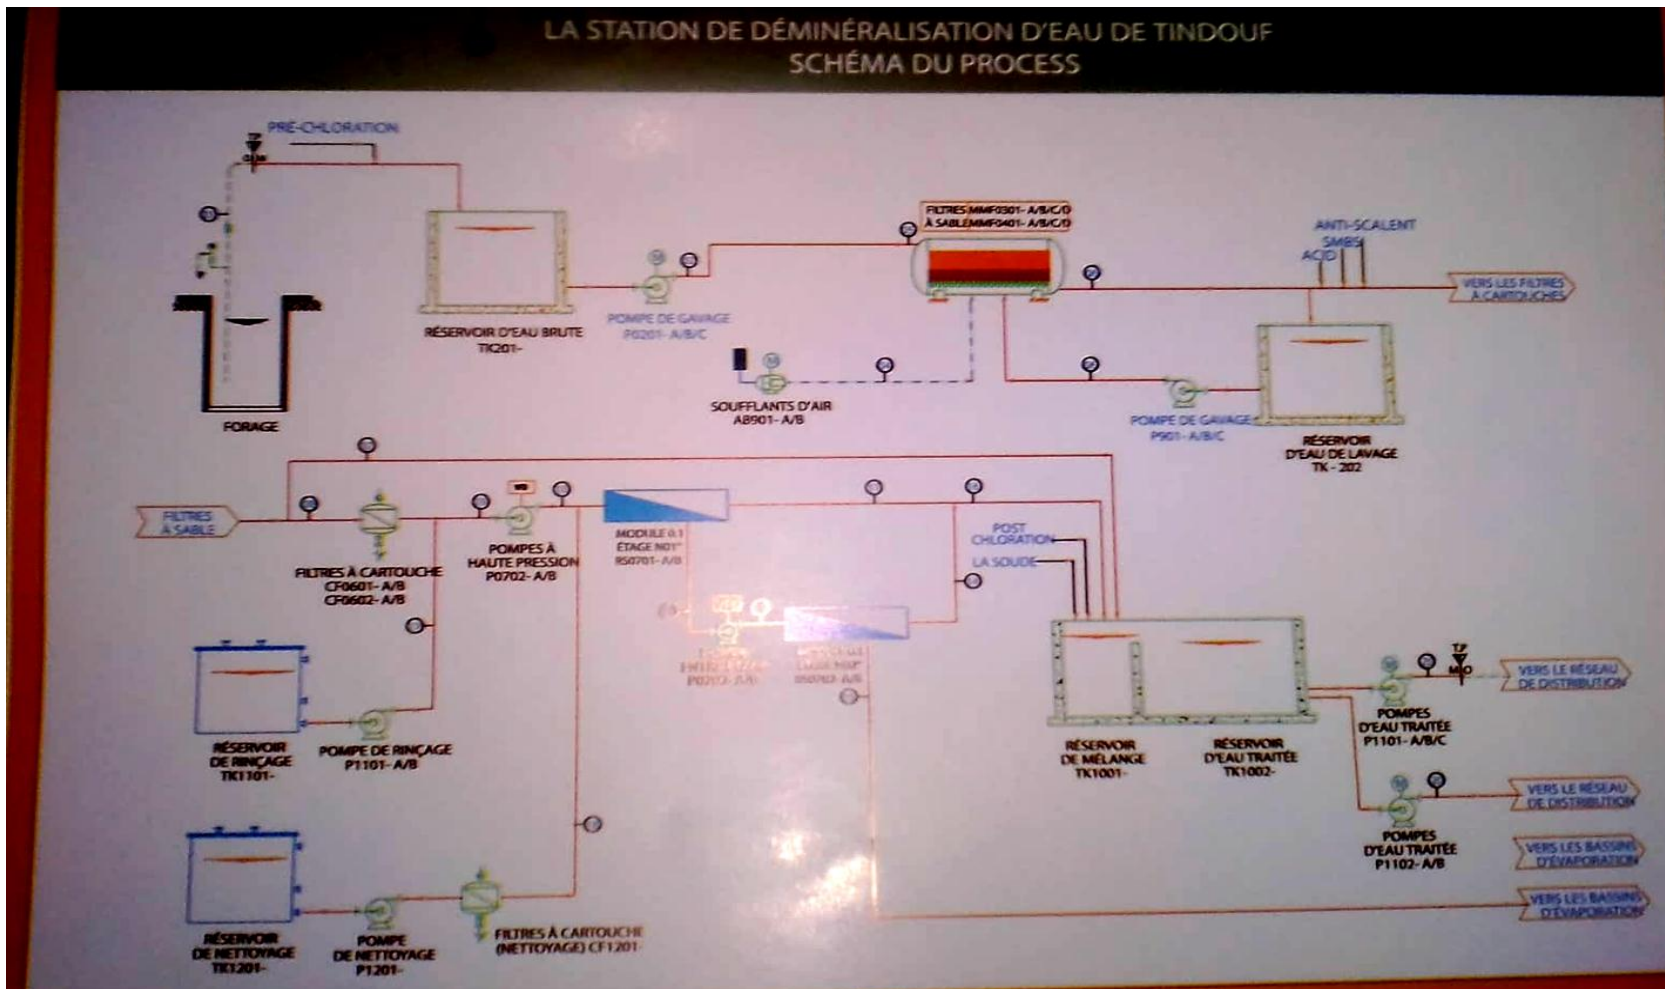 LA STATION DE DÉMINÉRALISATION D'EAU DE TINDOUF
SCHÉMA DU PROCESS
PRÉ-CHLORATION
T.P
FORAGE
RÉSERVOIR D'EAU BRUTE
TK201-
M
POMPE DE GAVAGE
P0201- A/B/C
FILTRES MMF0301- A/B/C/D
À SABLE MMF0401- A/B/C/D
M
SOUFFLANTS D'AIR
AB901- A/B
ANTI-SCALENT
SMBS
ACID
VERS LES FILTRES
À CARTOUCHES
POMPE DE GAVAGE
P901- A/B/C
RÉSERVOIR
D'EAU DE LAVAGE
TK - 202
FILTRES
À SABLE
FILTRES À CARTOUCHE
CF0601- A/B
CF0602- A/B
POMPES À
HAUTE PRESSION
P0702- A/B
MODULE 0.1
ÉTAGE N01"
RS0701- A/B
POST
CHLORATION
LA SOUDE
RÉSERVOIR
DE RINÇAGE
TK1101-
POMPE DE RINÇAGE
P1101- A/B
RÉSERVOIR
DE MÉLANGE
TK1001-
RÉSERVOIR
D'EAU TRAITÉE
TK1002-
M
T.P
POMPES
D'EAU TRAITÉE
P1101- A/B/C
VERS LE RÉSEAU
DE DISTRIBUTION
M
POMPES
D'EAU TRAITÉE
P1102- A/B
VERS LE RÉSEAU
DE DISTRIBUTION
VERS LES BASSINS
D'ÉVAPORATION
VERS LES BASSINS
D'ÉVAPORATION
RÉSERVOIR
DE NETTOYAGE
TK1201-
POMPE
DE NETTOYAGE
P1201-
FILTRES À CARTOUCHE
(NETTOYAGE) CF1201-